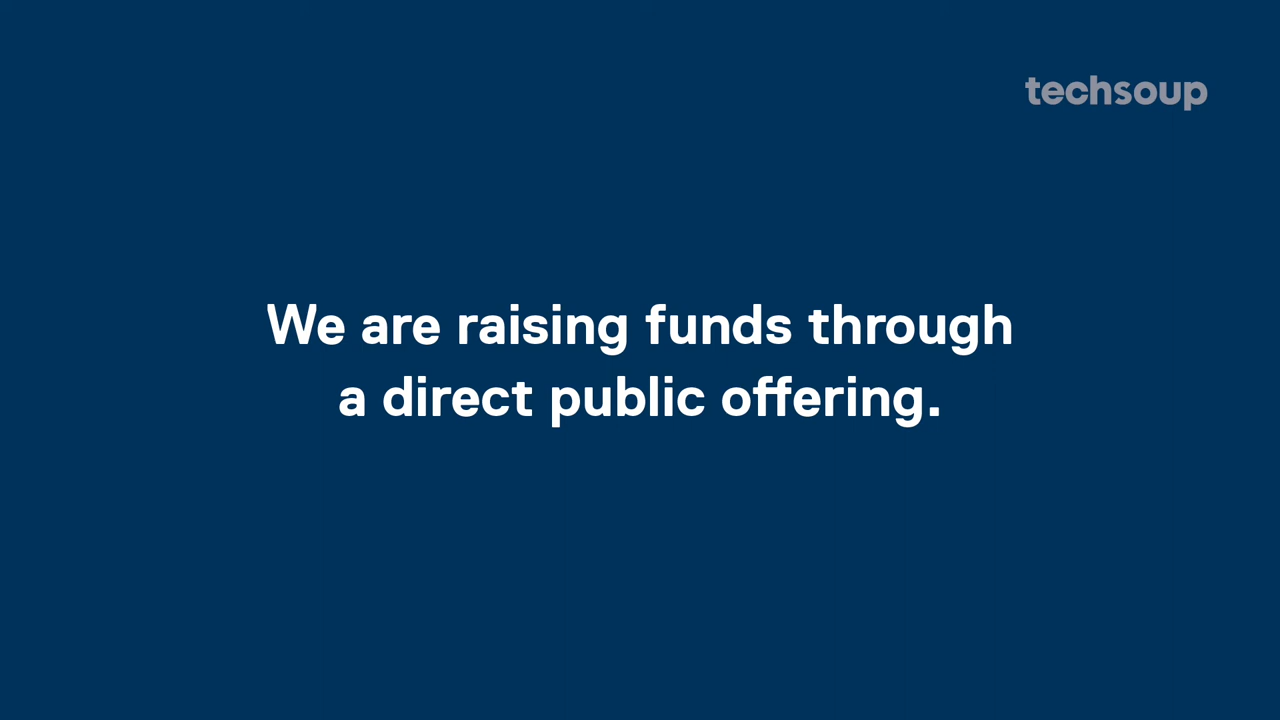 techsoup
We are raising funds through
a direct public offering.